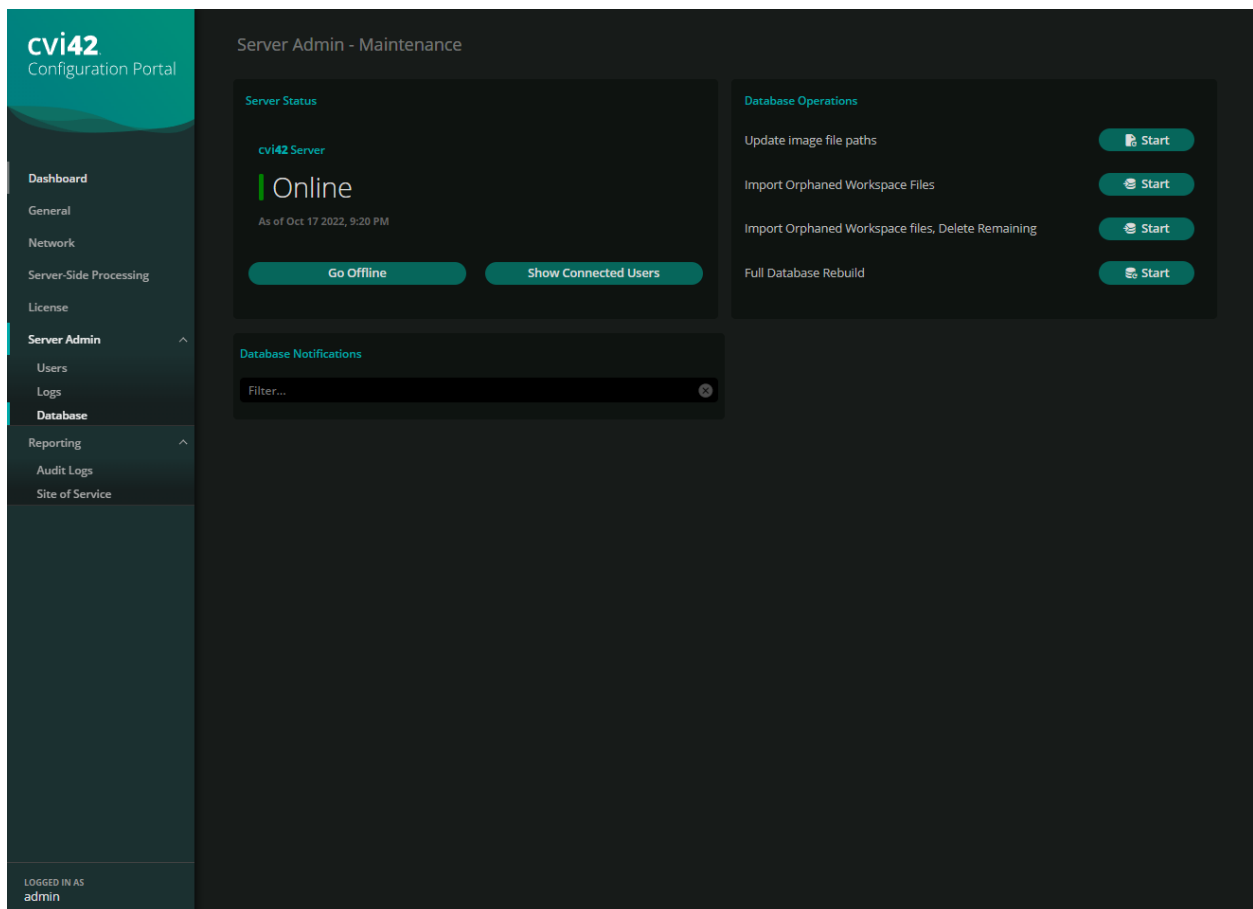 cvi42
Configuration Portal
Dashboard
General
Network
Server-Side Processing
License
Server Admin
Users
Logs
Database
Reporting
Audit Logs
Site of Service
LOGGED IN AS
admin
Server Admin - Maintenance
Server Status
cvi42 Server
Online
As of Oct 17 2022, 9:20 PM
Go Offline
Show Connected Users
Database Operations
Update image file paths
Start
Import Orphaned Workspace Files
Start
Import Orphaned Workspace files, Delete Remaining
Start
Full Database Rebuild
Start
Database Notifications
Filter...